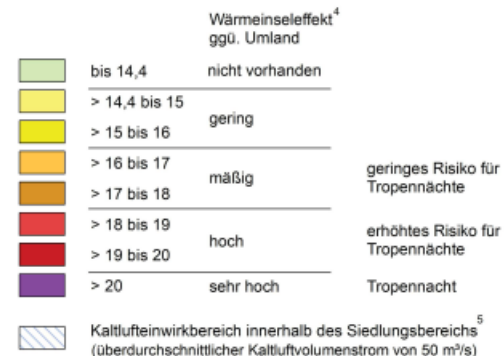 Wärmeinseleffekt⁴
ggü. Umland
bis 14,4 nicht vorhanden
> 14,4 bis 15
gering
> 15 bis 16
> 16 bis 17
mäßig
geringes Risiko für
Tropennächte
> 17 bis 18
> 18 bis 19
hoch
erhöhtes Risiko für
Tropennächte
> 19 bis 20
> 20 sehr hoch Tropennacht
Kaltlufteinwirkbereich innerhalb des Siedlungsbereichs⁵
(überdurchschnittlicher Kaltluftvolumenstrom von 50 m³/s)